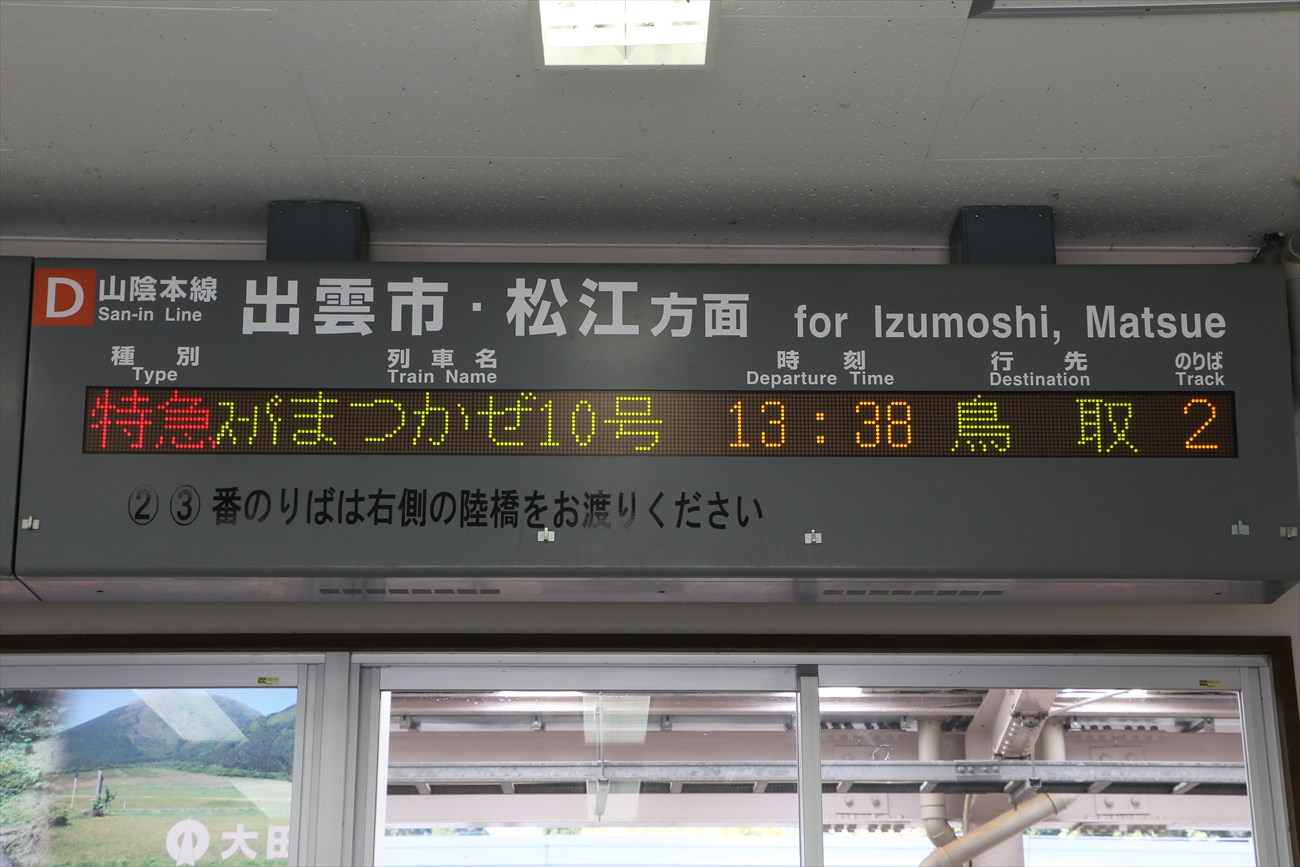 D 山陰本線 出雲市・松江方面 for Izumoshi, Matsue
San-in Line
種別 列車名 時刻 行先 のりば
Type Train Name Departure Time Destination Track
特急 ｽｰﾊﾟまつかぜ10号 13:38 鳥取 2
② ③ 番のりばは右側の陸橋をお渡りください
大田